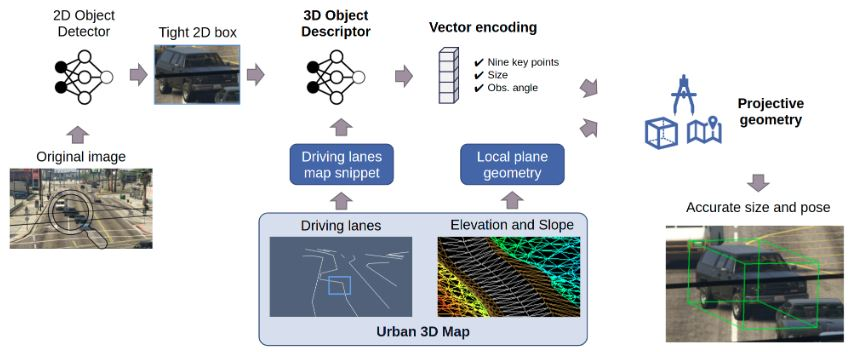 2D Object
Detector
Tight 2D box
3D Object
Descriptor
Vector encoding
✔ Nine key points
✔ Size
✔ Obs. angle
Projective
geometry
Original image
Driving lanes
map snippet
Local plane
geometry
Accurate size and pose
Driving lanes
Elevation and Slope
Urban 3D Map